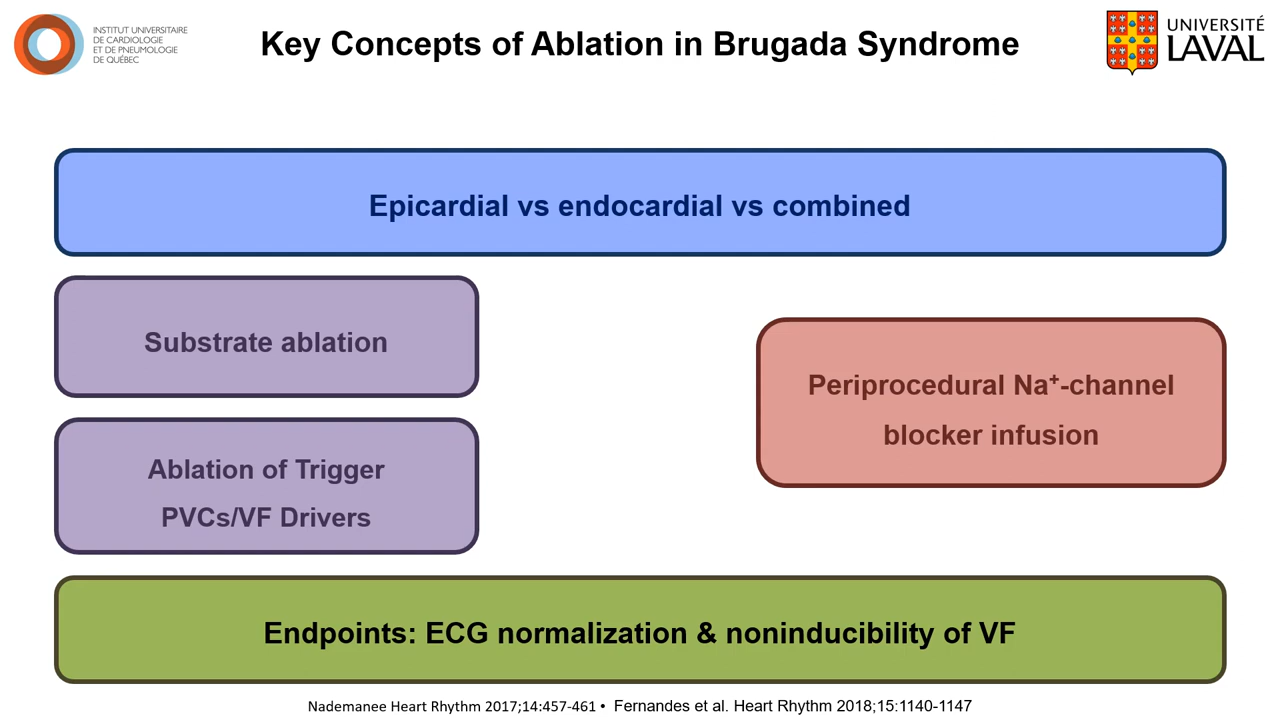 INSTITUT UNIVERSITAIRE
DE CARDIOLOGIE
ET DE PNEUMOLOGIE
DE QUÉBEC
Key Concepts of Ablation in Brugada Syndrome
UNIVERSITÉ
LAVAL
Epicardial vs endocardial vs combined
Substrate ablation
Periprocedural Na⁺-channel
blocker infusion
Ablation of Trigger
PVCs/VF Drivers
Endpoints: ECG normalization & noninducibility of VF
Nademanee Heart Rhythm 2017;14:457-461 • Fernandes et al. Heart Rhythm 2018;15:1140-1147